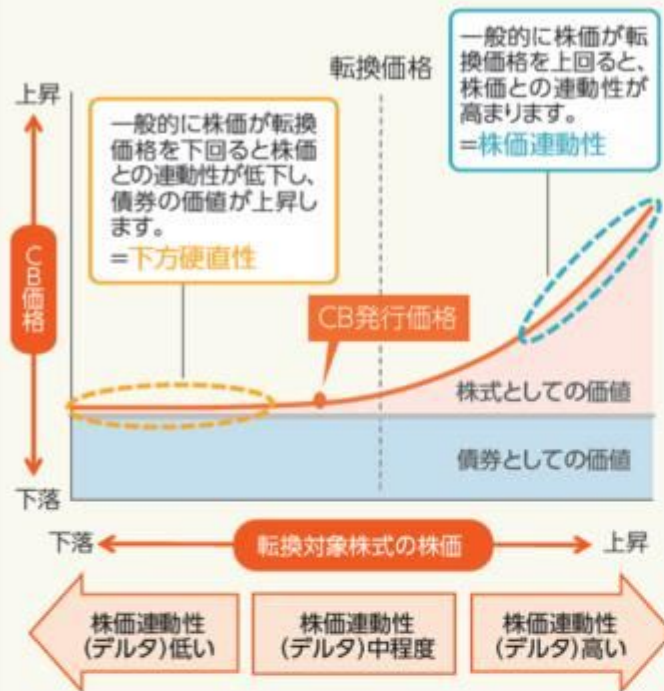 転換価格
一般的に株価が転
換価格を上回ると、
株価との連動性が
高まります。
=株価連動性
上昇
一般的に株価が転換
価格を下回ると株価
との連動性が低下し、
債券の価値が上昇し
ます。
=下方硬直性
CB価格
CB発行価格
株式としての価値
債券としての価値
下落
下落
転換対象株式の株価
上昇
株価連動性
(デルタ)低い
株価連動性
(デルタ)中程度
株価連動性
(デルタ)高い